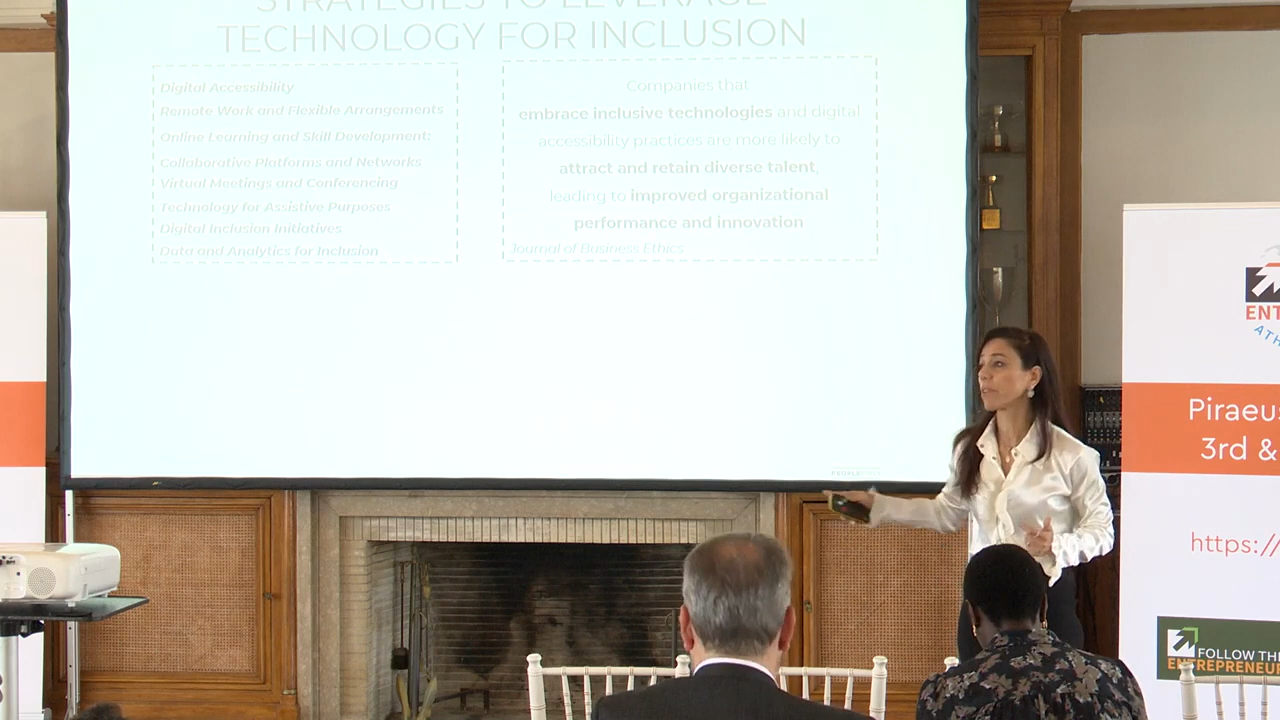 STRATEGIES TO LEVERAGE
TECHNOLOGY FOR INCLUSION
Digital Accessibility
Remote Work and Flexible Arrangements
Online Learning and Skill Development:
Collaborative Platforms and Networks
Virtual Meetings and Conferencing
Technology for Assistive Purposes
Digital Inclusion Initiatives
Data and Analytics for Inclusion
Companies that
embrace inclusive technologies and digital
accessibility practices are more likely to
attract and retain diverse talent,
leading to improved organizational
performance and innovation
Journal of Business Ethics
ENT
ATH
Piraeus
3rd &
https://
FOLLOW THE
ENTREPRENEUR